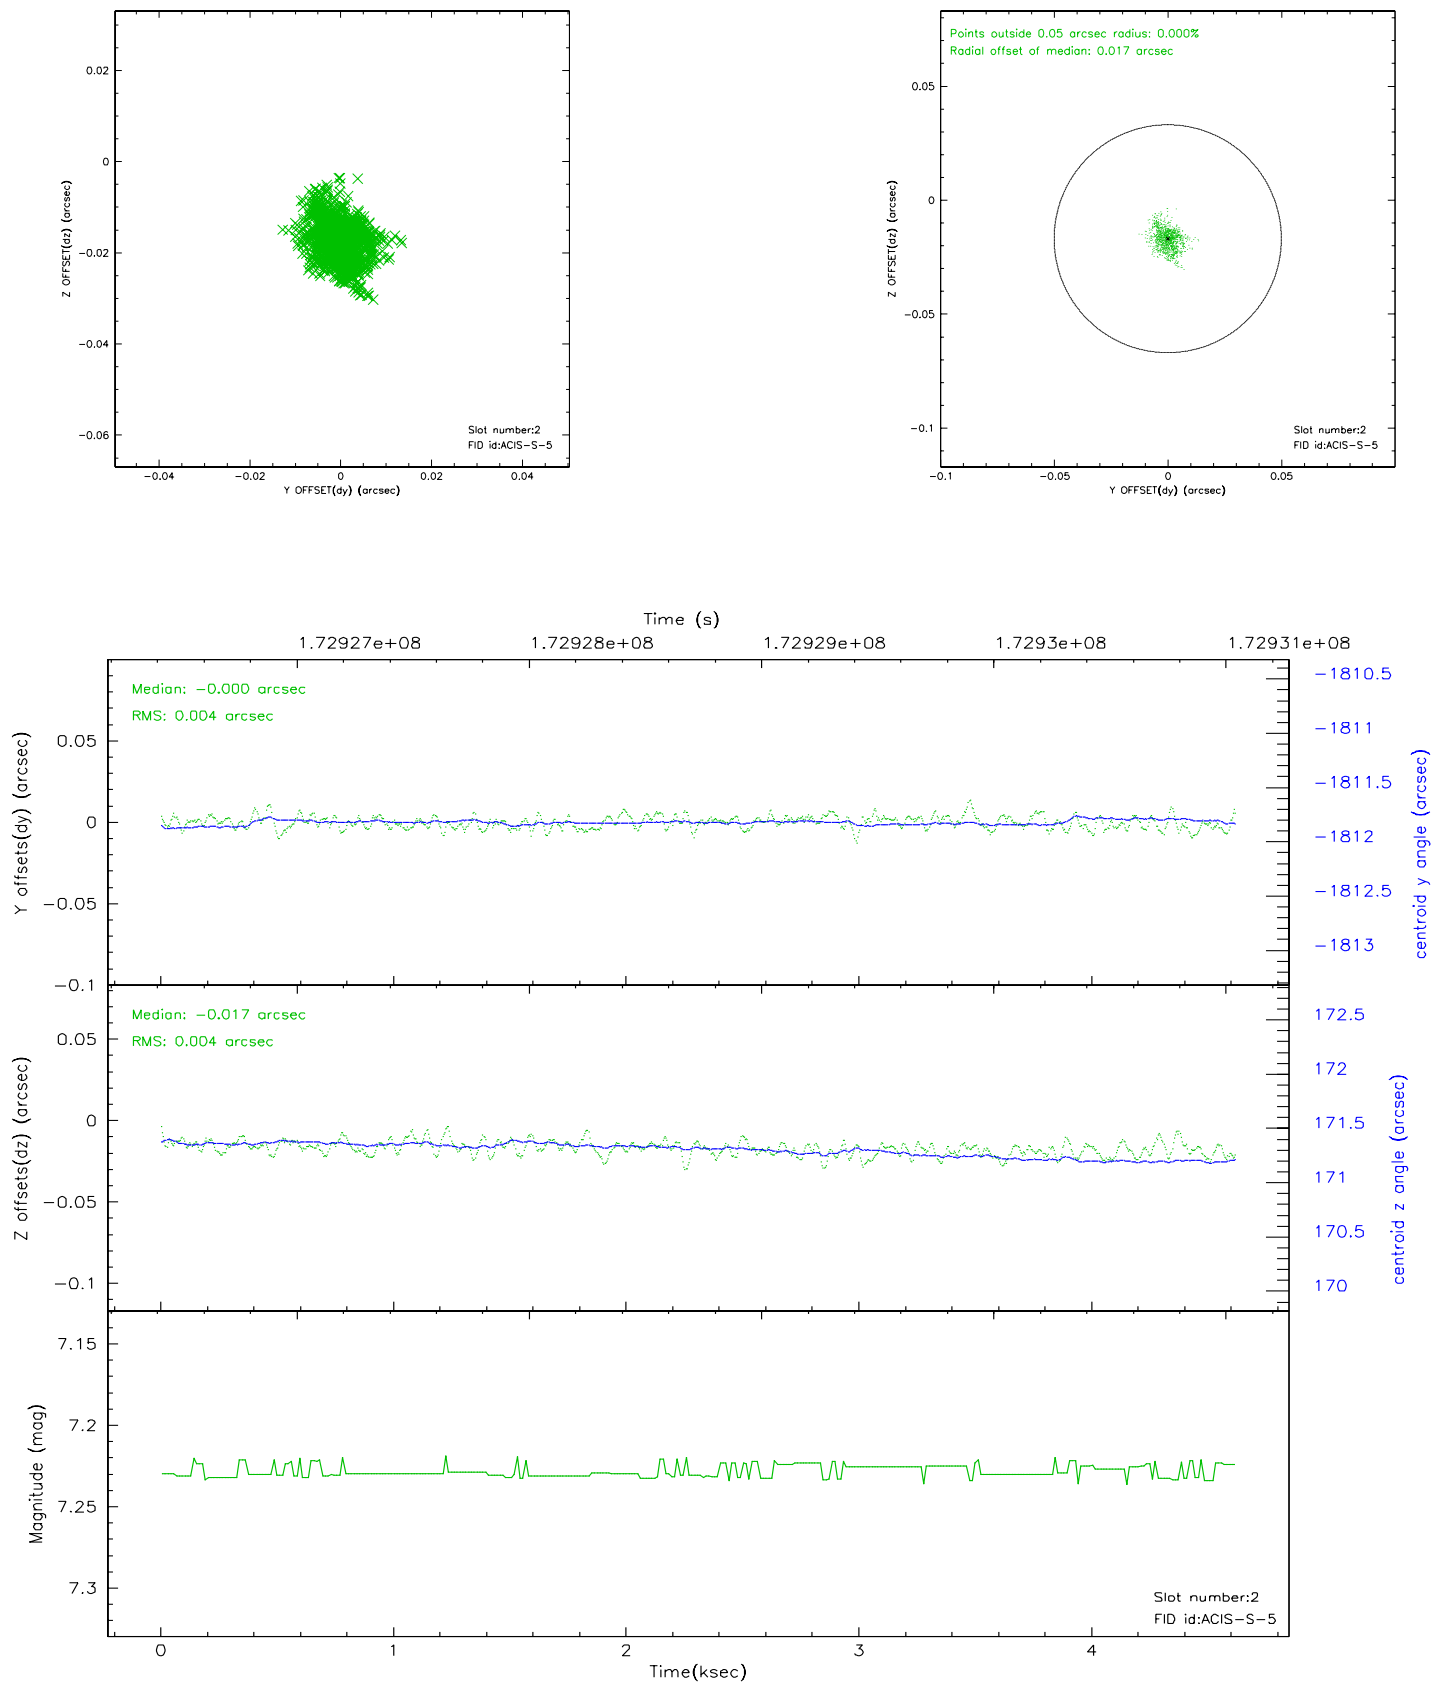 0.02
0
-0.02
-0.04
-0.06
Z OFFSET(dz) (arcsec)
Slot number:2
FID id:ACIS-S-5
-0.04 -0.02 0 0.02 0.04
Y OFFSET(dy) (arcsec)
Points outside 0.05 arcsec radius: 0.000%
Radial offset of median: 0.017 arcsec
0.05
0
-0.05
-0.1
Z OFFSET(dz) (arcsec)
Slot number:2
FID id:ACIS-S-5
-0.1 -0.05 0 0.05
Y OFFSET(dy) (arcsec)
Time (s)
1.72927e+08 1.72928e+08 1.72929e+08 1.7293e+08 1.72931e+08
Median: -0.000 arcsec
RMS: 0.004 arcsec
0.05
0
-0.05
-0.1
Y offsets(dy) (arcsec)
-1810.5
-1811
-1811.5
-1812
-1812.5
-1813
centroid y angle (arcsec)
Median: -0.017 arcsec
RMS: 0.004 arcsec
0.05
0
-0.05
-0.1
Z offsets(dz) (arcsec)
172.5
172
171.5
171
170.5
170
centroid z angle (arcsec)
7.15
7.2
7.25
7.3
Magnitude (mag)
Slot number:2
FID id:ACIS-S-5
0 1 2 3 4
Time(ksec)